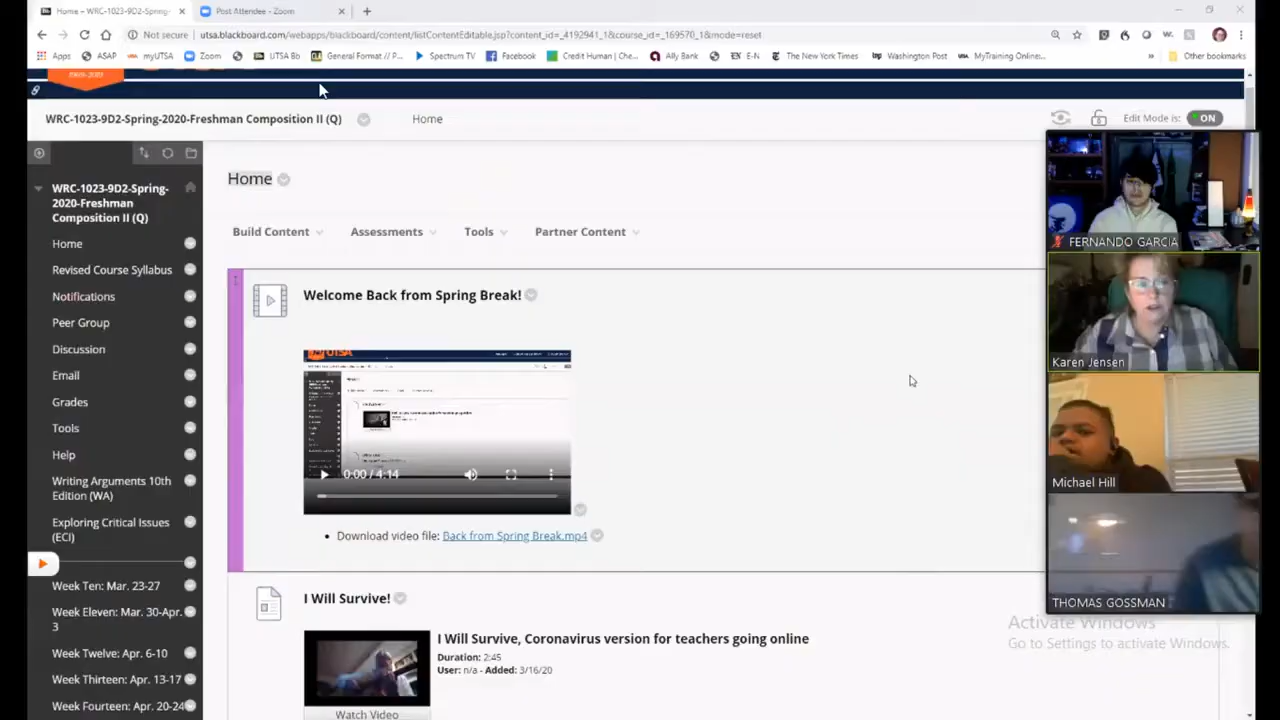 Home – WRC-1023-9D2-Spring- × Post Attendee - Zoom × +
Not secure | utsa.blackboard.com/webapps/blackboard/content/listContentEditable.jsp?content_id=_4192941_1&course_id=_169570_1&mode=reset
Apps ASAP myUTSA Zoom UTSA Bb General Format // P... Spectrum TV Facebook Credit Human | Che... Ally Bank E-N The New York Times Washington Post MyTraining Onlin... Other bookmarks
1969-2019
WRC-1023-9D2-Spring-2020-Freshman Composition II (Q) Home Edit Mode is: ON
WRC-1023-9D2-Spring-
2020-Freshman
Composition II (Q)
Home
Revised Course Syllabus
Notifications
Peer Group
Discussion
Email
Grades
Tools
Help
Writing Arguments 10th
Edition (WA)
Exploring Critical Issues
(ECI)
Week Ten: Mar. 23-27
Week Eleven: Mar. 30-Apr.
3
Week Twelve: Apr. 6-10
Week Thirteen: Apr. 13-17
Week Fourteen: Apr. 20-24
Home
Build Content Assessments Tools Partner Content
Welcome Back from Spring Break!
UTSA
0:00 / 4:14
• Download video file: Back from Spring Break.mp4
I Will Survive!
I Will Survive, Coronavirus version for teachers going online
Duration: 2:45
User: n/a - Added: 3/16/20
Watch Video
FERNANDO GARCIA
Karen Jensen
Michael Hill
THOMAS GOSSMAN
Activate Windows
Go to Settings to activate Windows.